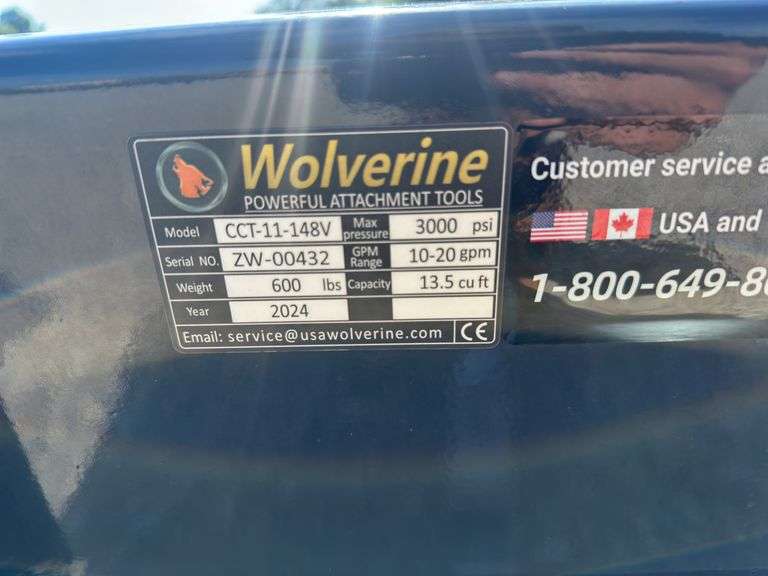 Wolverine
POWERFUL ATTACHMENT TOOLS
Model CCT-11-148V Max pressure 3000 psi
Serial NO. ZW-00432 GPM Range 10-20 gpm
Weight 600 lbs Capacity 13.5 cu ft
Year 2024
Email: service@usawolverine.com CE
Customer service
USA and
1-800-649-8